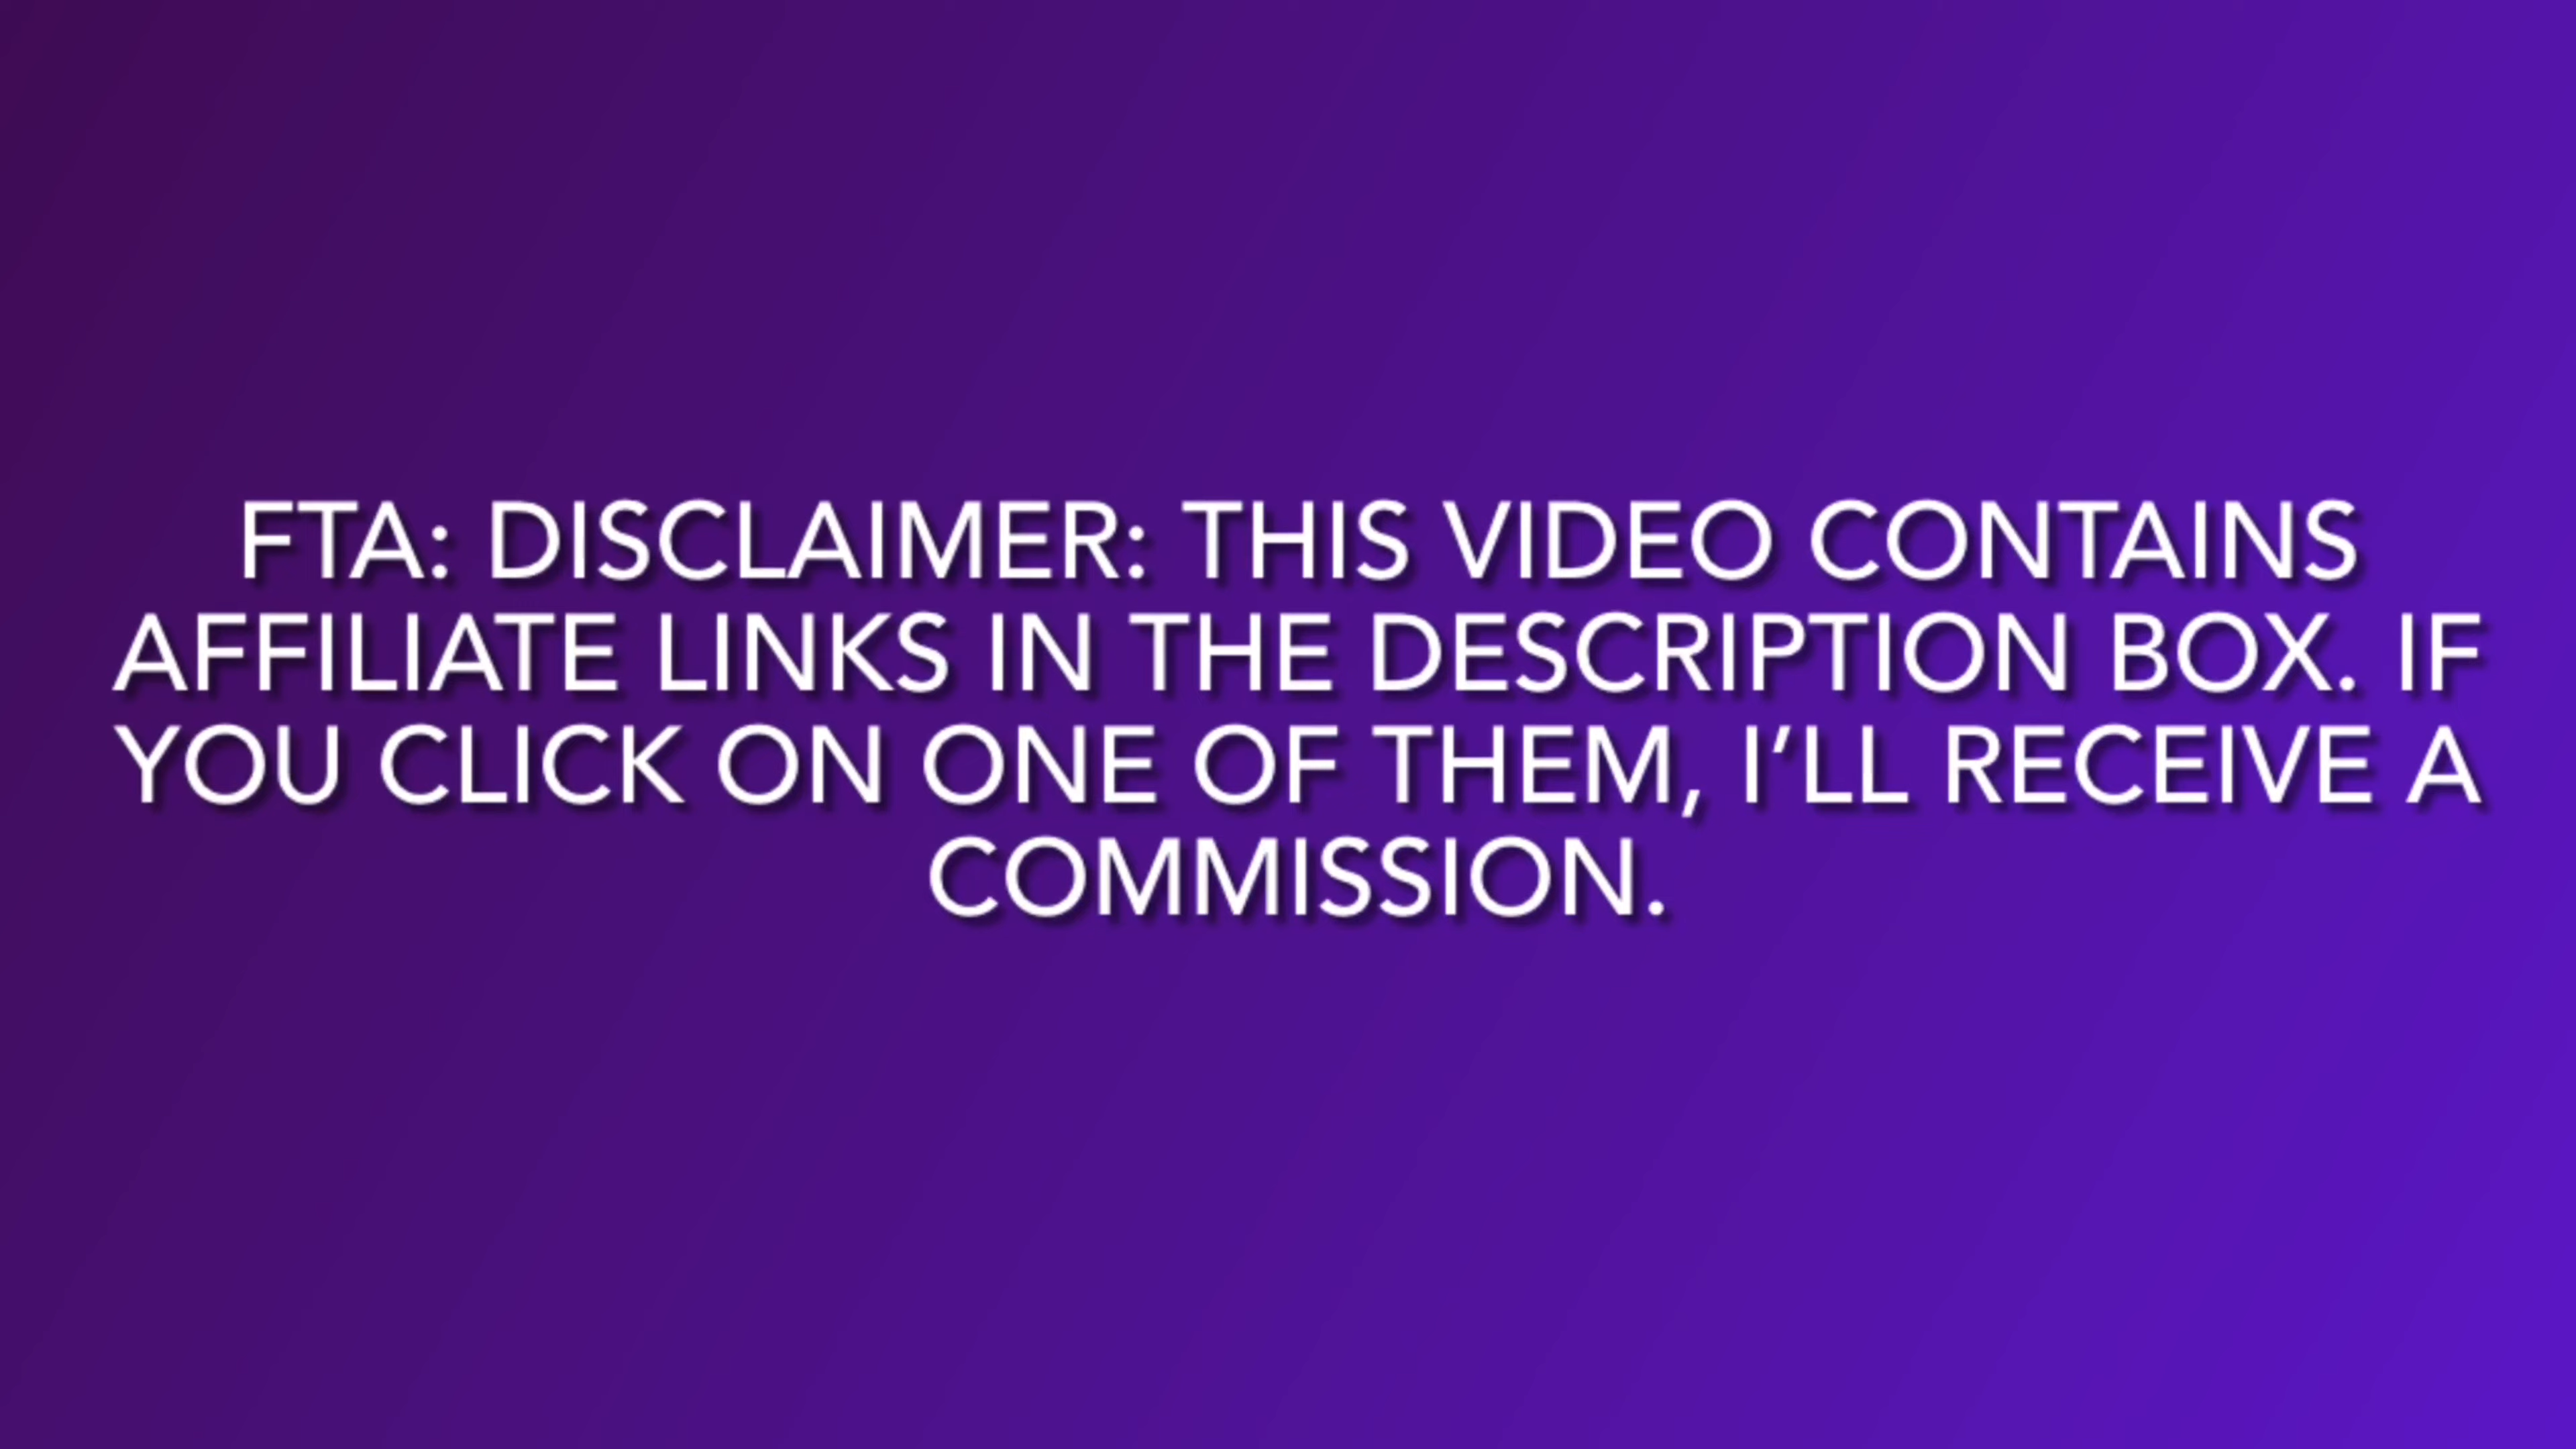 FTA: DISCLAIMER: THIS VIDEO CONTAINS
AFFILIATE LINKS IN THE DESCRIPTION BOX. IF
YOU CLICK ON ONE OF THEM, I’LL RECEIVE A
COMMISSION.